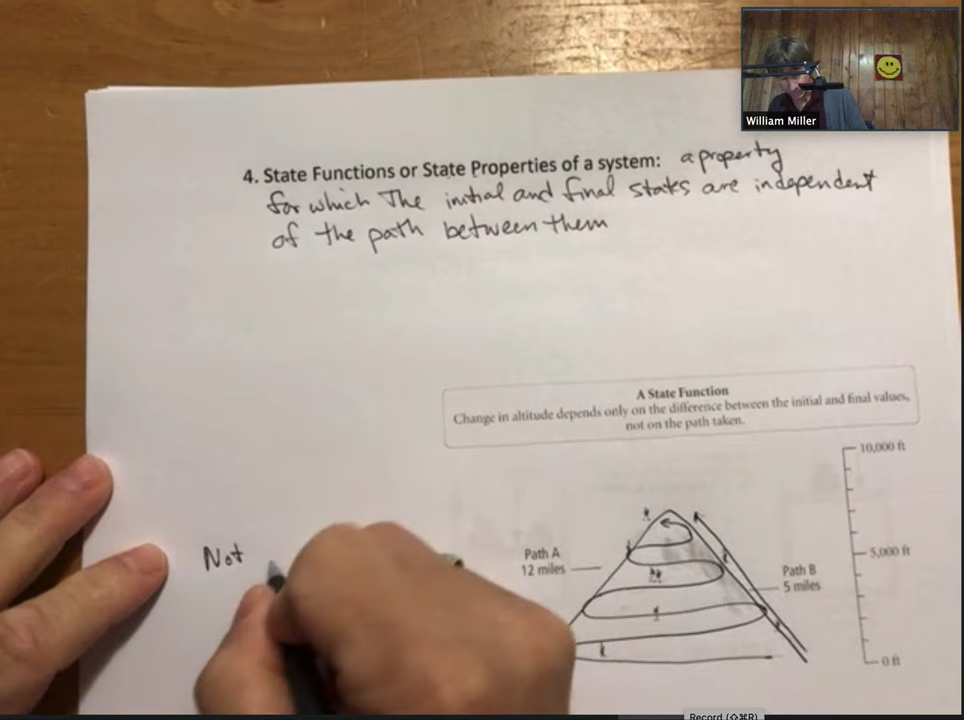 William Miller
4. State Functions or State Properties of a system: a property
for which The initial and final states are independent
of the path between them
A State Function
Change in altitude depends only on the difference between the initial and final values,
not on the path taken.
10,000 ft
Path A
12 miles
5,000 ft
Path B
5 miles
0 ft
Not
Record (⇧⌘R)